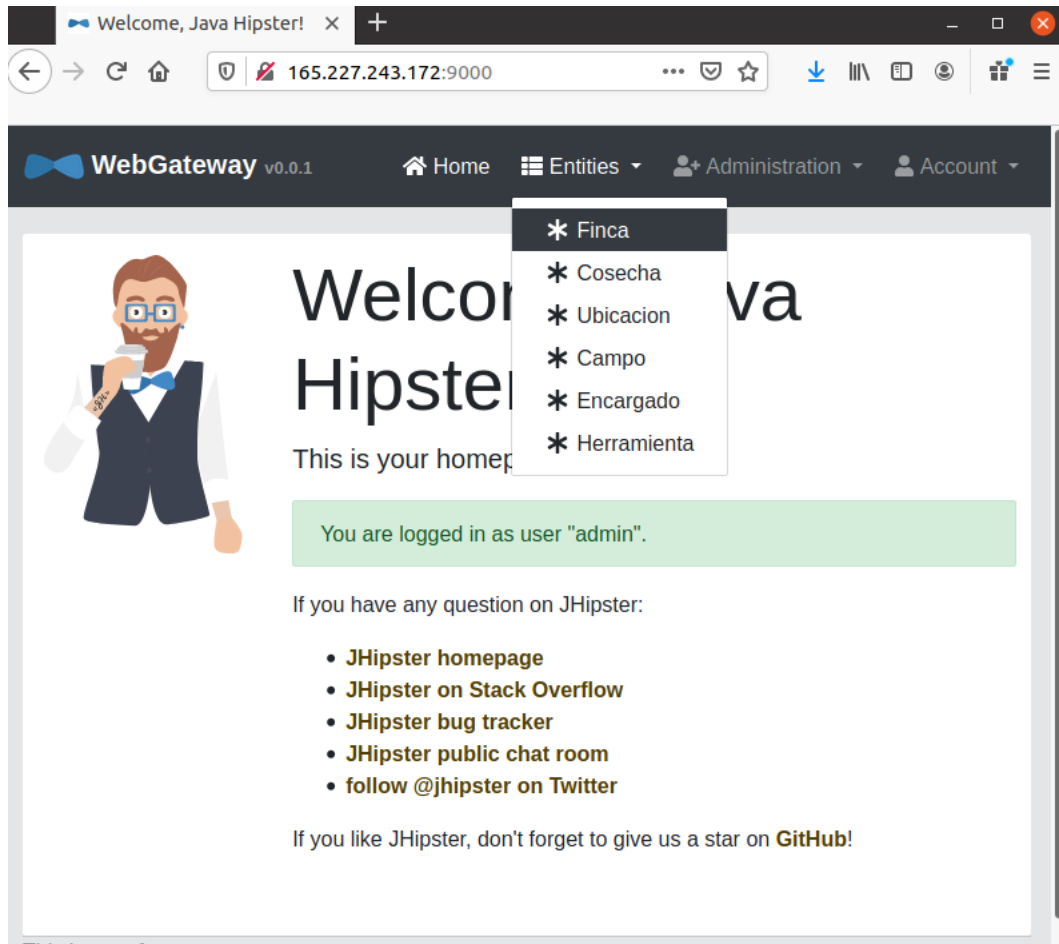 Welcome, Java Hipster!
165.227.243.172:9000
WebGateway v0.0.1 Home Entities Administration Account
Finca
Cosecha
Ubicacion
Campo
Encargado
Herramienta
Welcom va
Hipster
This is your homep
You are logged in as user "admin".
If you have any question on JHipster:
JHipster homepage
JHipster on Stack Overflow
JHipster bug tracker
JHipster public chat room
follow @jhipster on Twitter
If you like JHipster, don't forget to give us a star on GitHub!